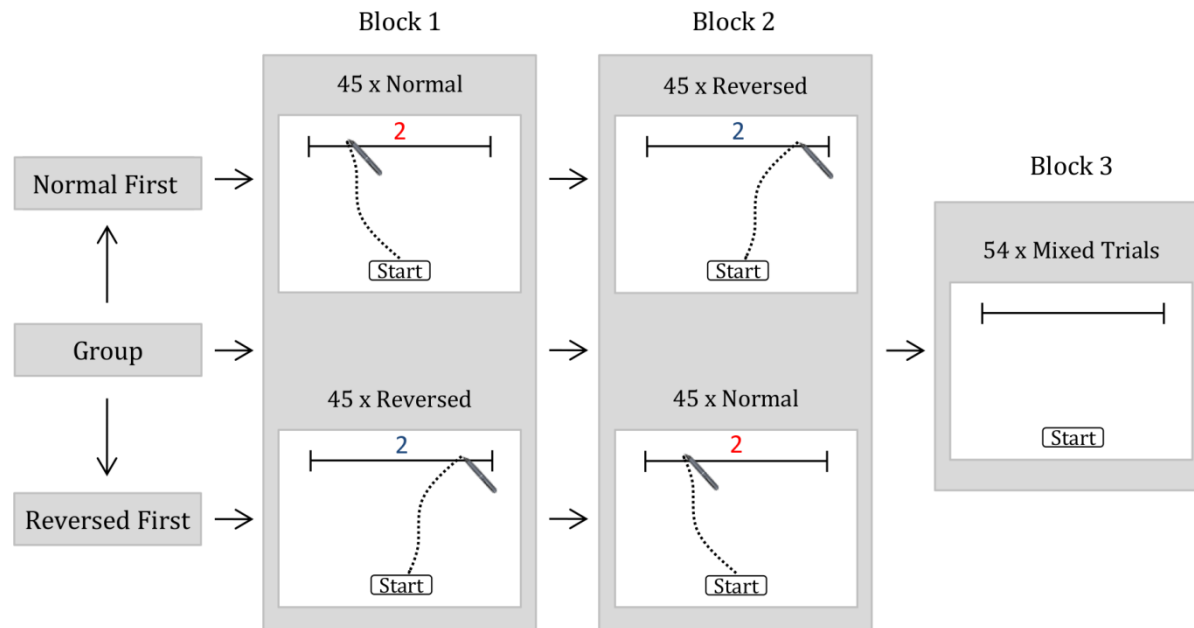 Block 1
Block 2
45 x Normal
45 x Reversed
2
2
Normal First
Block 3
Start
Start
54 x Mixed Trials
Group
45 x Reversed
45 x Normal
Start
2
2
Reversed First
Start
Start